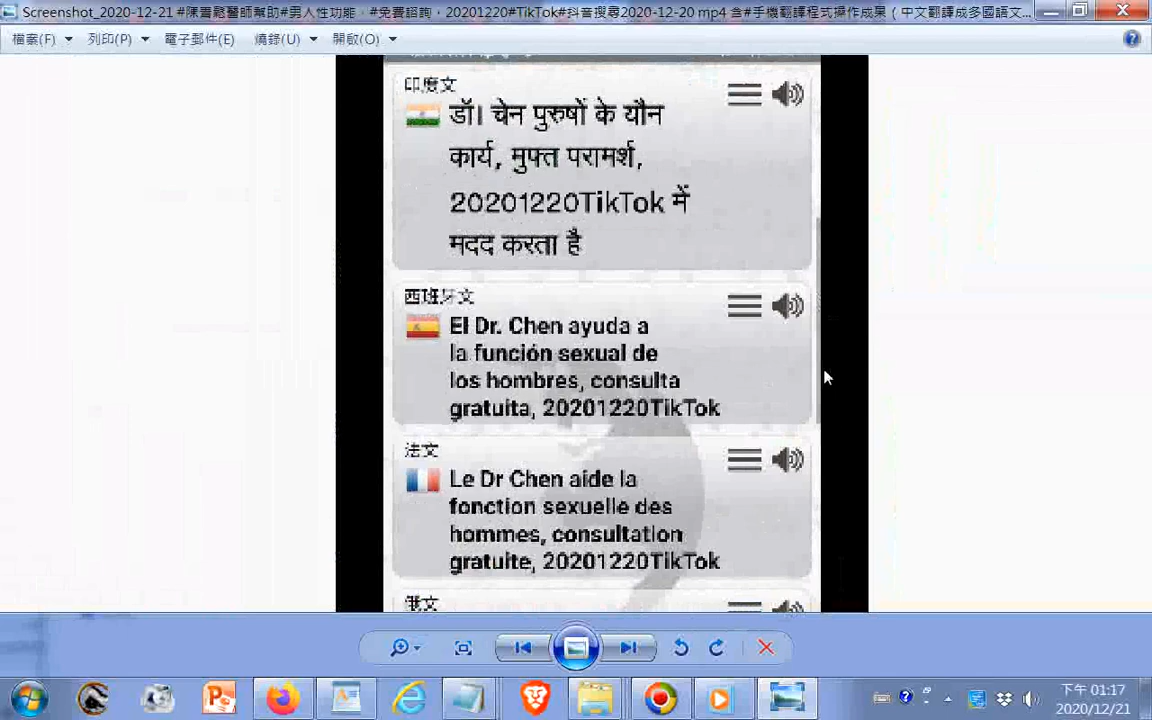 Screenshot_2020-12-21 #陳胥鬆醫師幫助#男人性功能．#免費諮詢，20201220#TikTok#抖音搜尋2020-12-20 mp4 含#手機翻譯程式操作成果（中文翻譯成多國語文...
檔案(F) 列印(P) 電子郵件(E) 燒錄(U) 開啟(O)
印度文
डॉ। चेन पुरुषों के यौन
कार्य, मुफ्त परामर्श,
20201220TikTok में
मदद करता है
西班牙文
El Dr. Chen ayuda a
la función sexual de
los hombres, consulta
gratuita, 20201220TikTok
法文
Le Dr Chen aide la
fonction sexuelle des
hommes, consultation
gratuite, 20201220TikTok
俄文
下午 01:17
2020/12/21